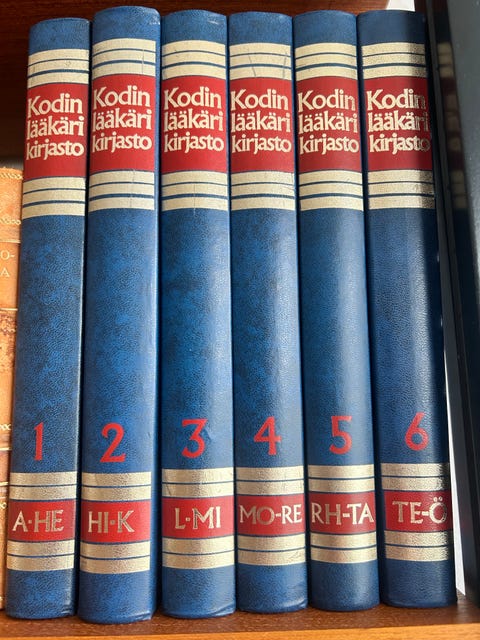 Kodin
lääkäri
kirjasto
1
A·HE
Kodin
lääkäri
kirjasto
2
HI-K
Kodin
lääkäri
kirjasto
3
L·MI
Kodin
lääkäri
kirjasto
4
MO-RE
Kodin
lääkäri
kirjasto
5
RH-TA
Kodin
lääkäri
kirjasto
6
TE-Ö
O-
A